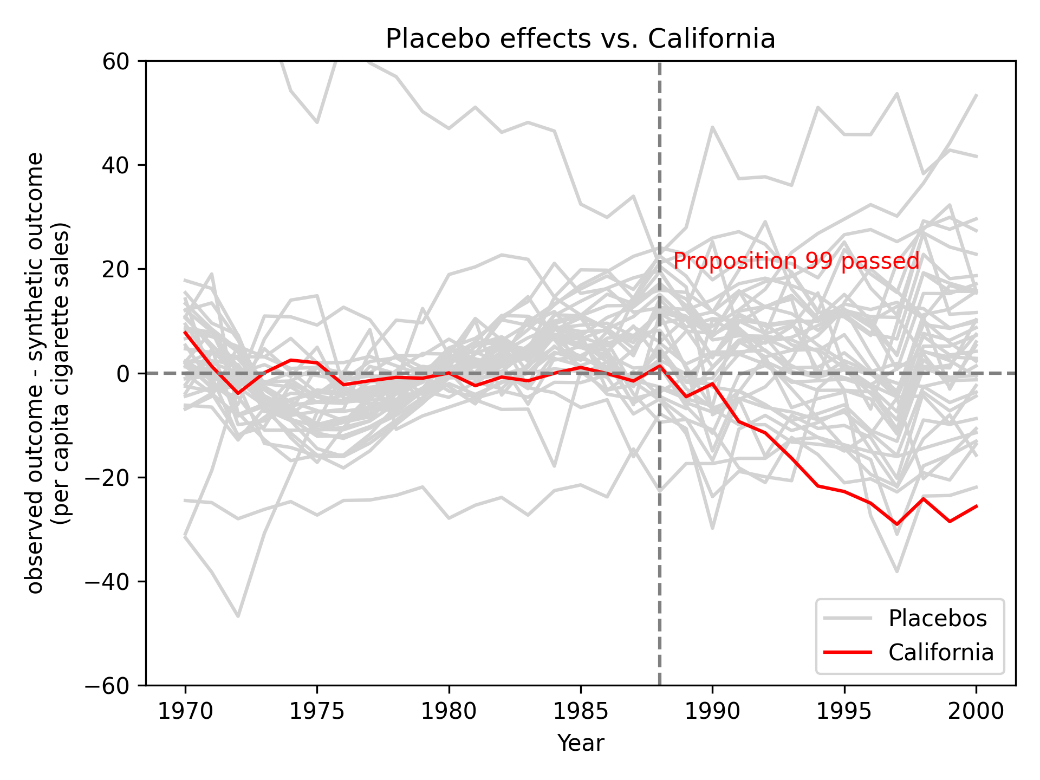 Placebo effects vs. California
observed outcome - synthetic outcome
(per capita cigarette sales)
60
40
20
0
−20
−40
−60
Proposition 99 passed
Placebos
California
1970
1975
1980
1985
1990
1995
2000
Year